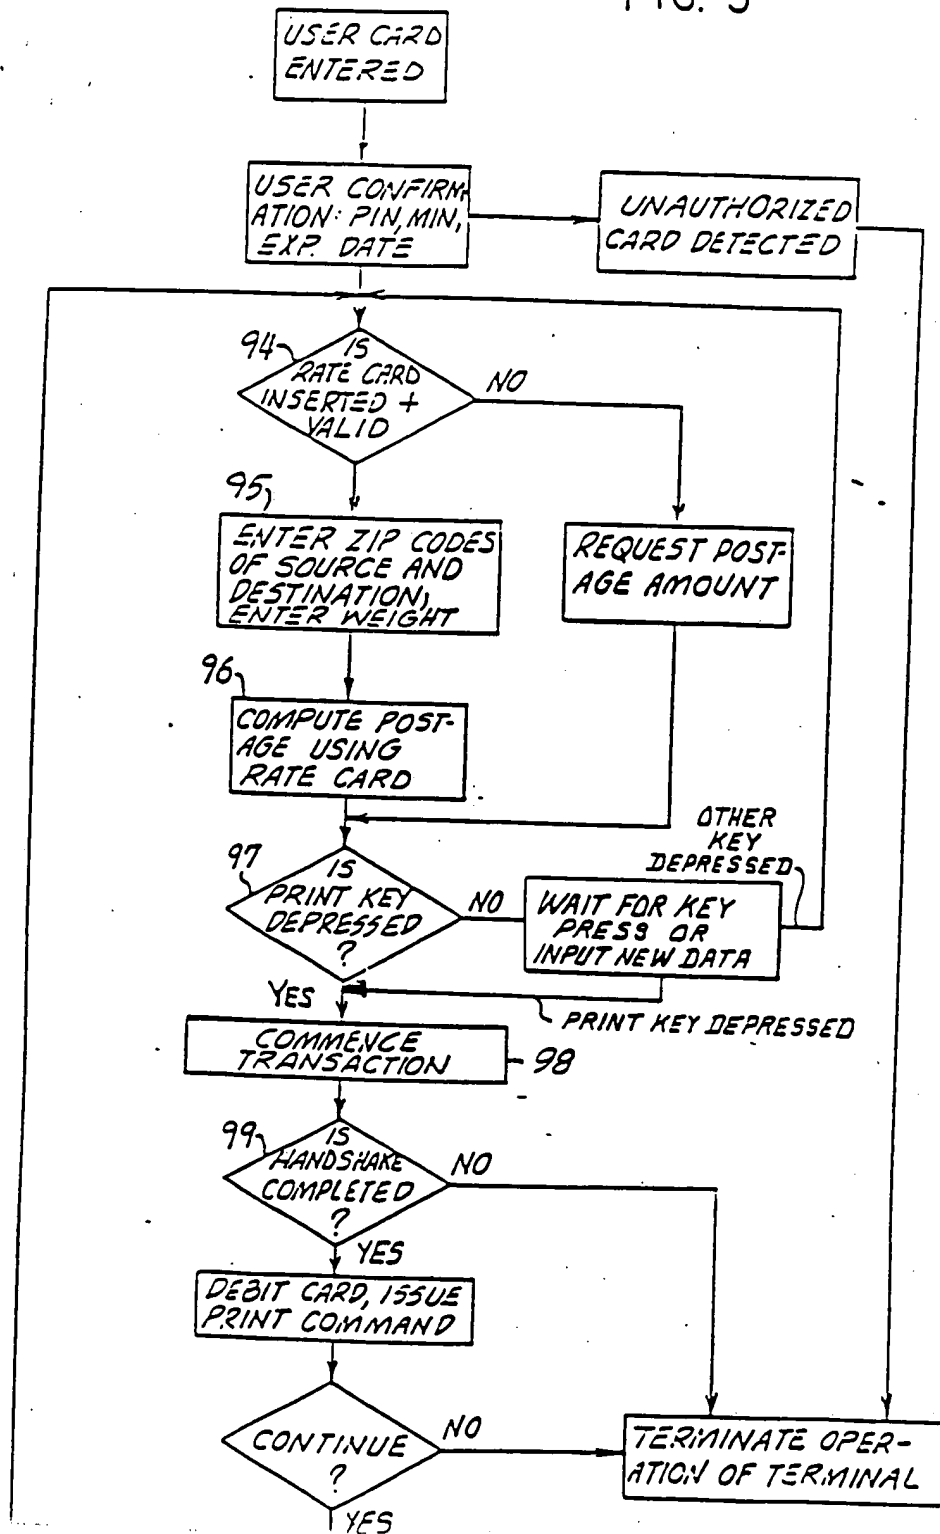 FIG. 5
USER CARD
ENTERED
USER CONFIRM-
ATION: PIN, MIN,
EXP. DATE
UNAUTHORIZED
CARD DETECTED
94
IS
RATE CARD
INSERTED +
VALID
NO
95
ENTER ZIP CODES
OF SOURCE AND
DESTINATION,
ENTER WEIGHT
REQUEST POST-
AGE AMOUNT
96
COMPUTE POST-
AGE USING
RATE CARD
OTHER
KEY
DEPRESSED
97
IS
PRINT KEY
DEPRESSED
?
NO
WAIT FOR KEY
PRESS OR
INPUT NEW DATA
YES
PRINT KEY DEPRESSED
COMMENCE
TRANSACTION
98
99
IS
HANDSHAKE
COMPLETED
?
NO
YES
DEBIT CARD, ISSUE
PRINT COMMAND
CONTINUE
?
NO
TERMINATE OPER-
ATION OF TERMINAL
YES